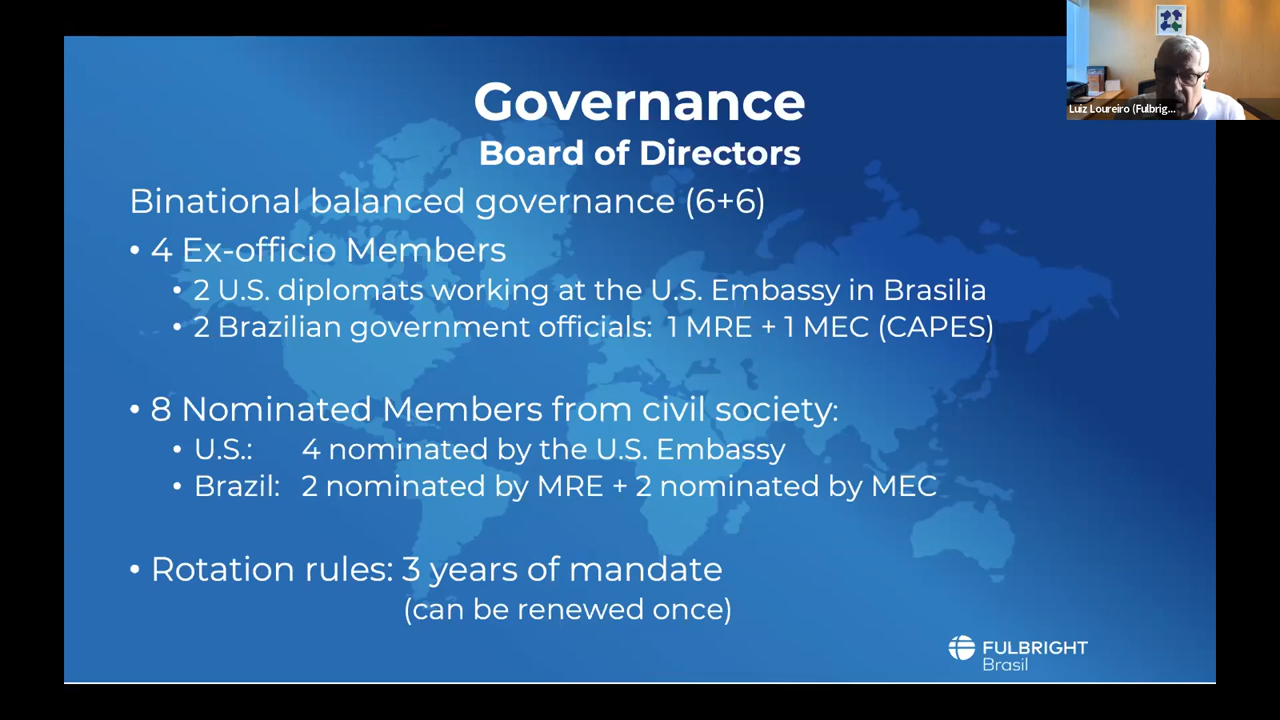 Governance
Board of Directors
Binational balanced governance (6+6)
• 4 Ex-officio Members
• 2 U.S. diplomats working at the U.S. Embassy in Brasilia
• 2 Brazilian government officials: 1 MRE + 1 MEC (CAPES)
• 8 Nominated Members from civil society:
• U.S.: 4 nominated by the U.S. Embassy
• Brazil: 2 nominated by MRE + 2 nominated by MEC
• Rotation rules: 3 years of mandate
(can be renewed once)
FULBRIGHT
Brasil
Luiz Loureiro (Fulbrig...